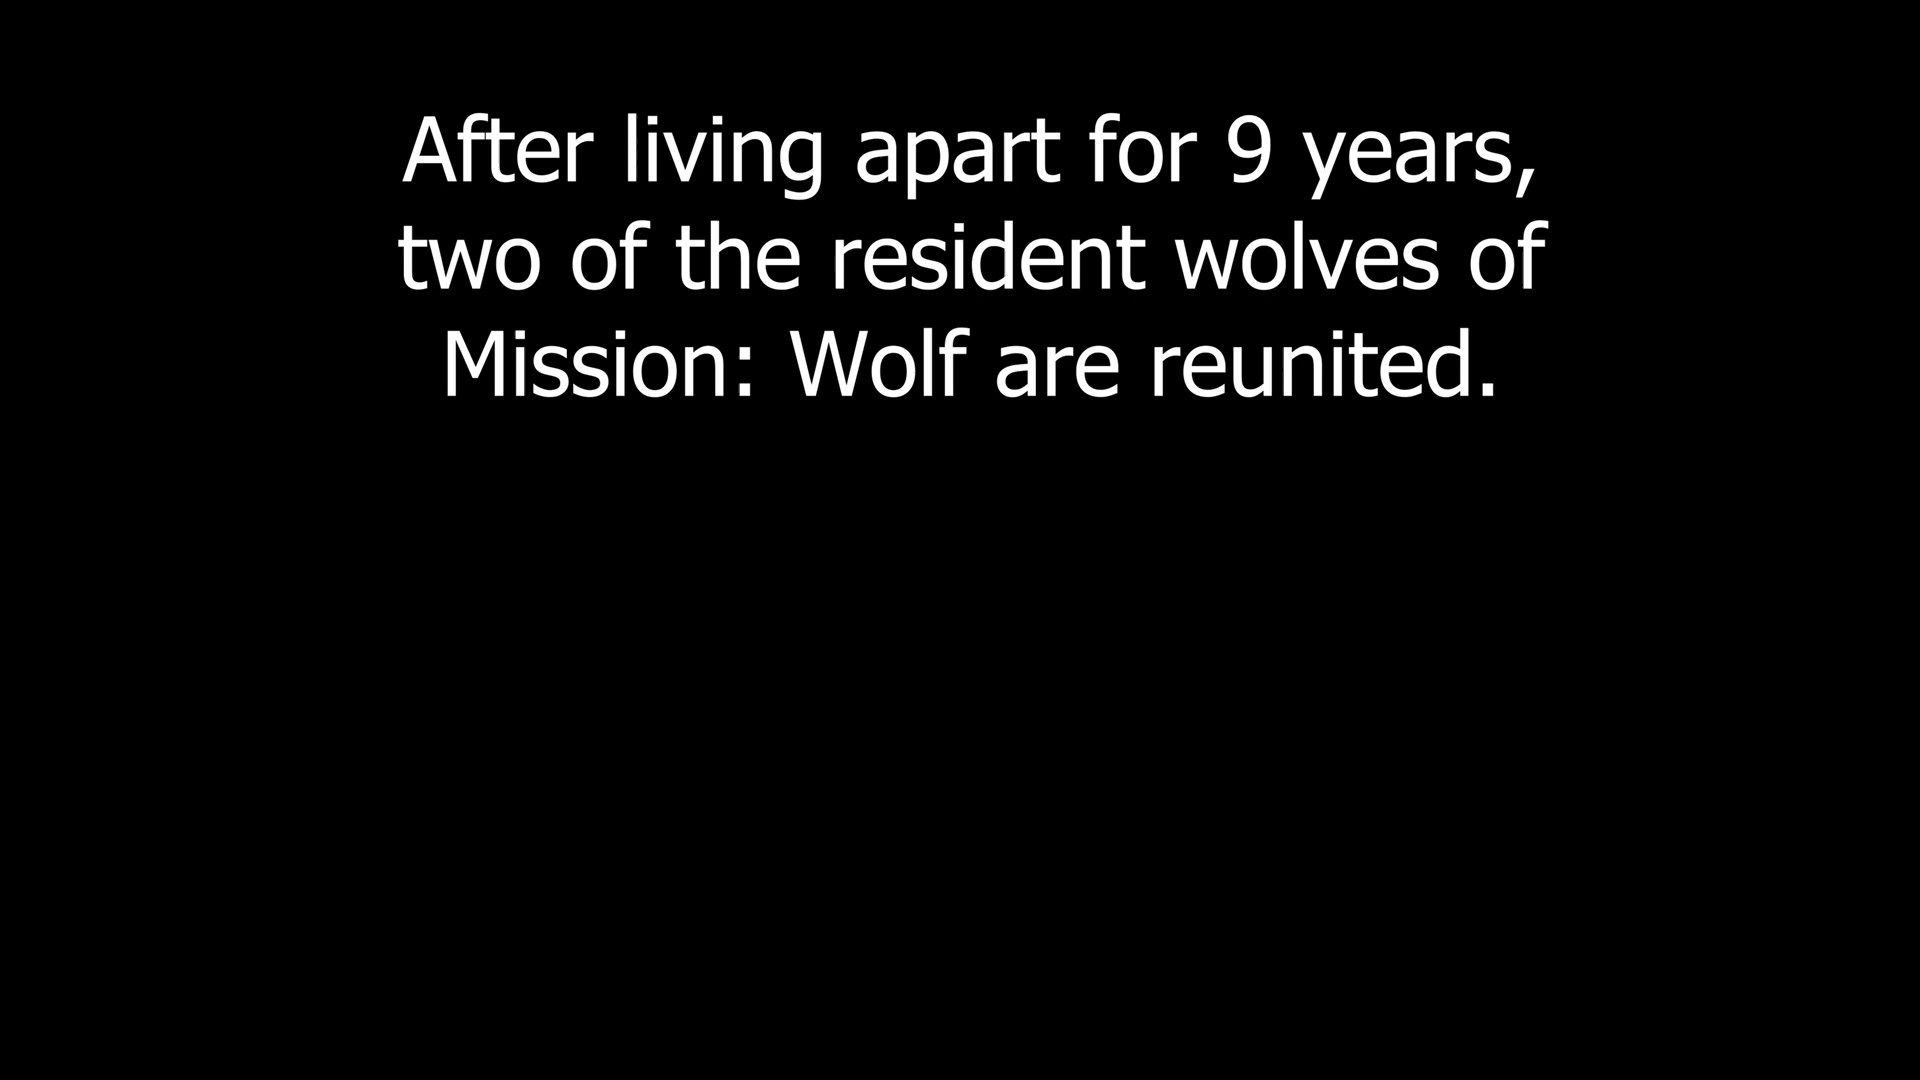 After living apart for 9 years,
two of the resident wolves of
Mission: Wolf are reunited.